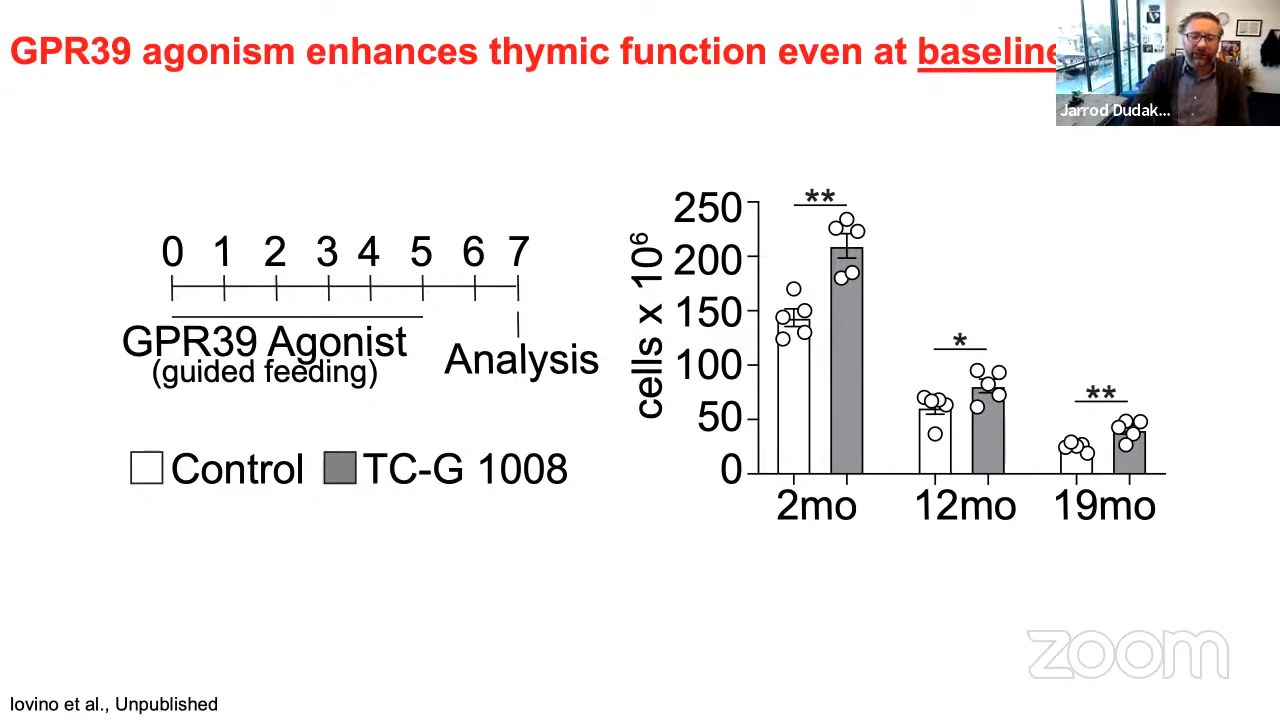 GPR39 agonism enhances thymic function even at baseline
Jarrod Dudak...
0 1 2 3 4 5 6 7
GPR39 Agonist
(guided feeding)
Analysis
Control
TC-G 1008
cells x 10⁶
250
200
150
100
50
0
**
*
**
2mo
12mo
19mo
zoom
Iovino et al., Unpublished